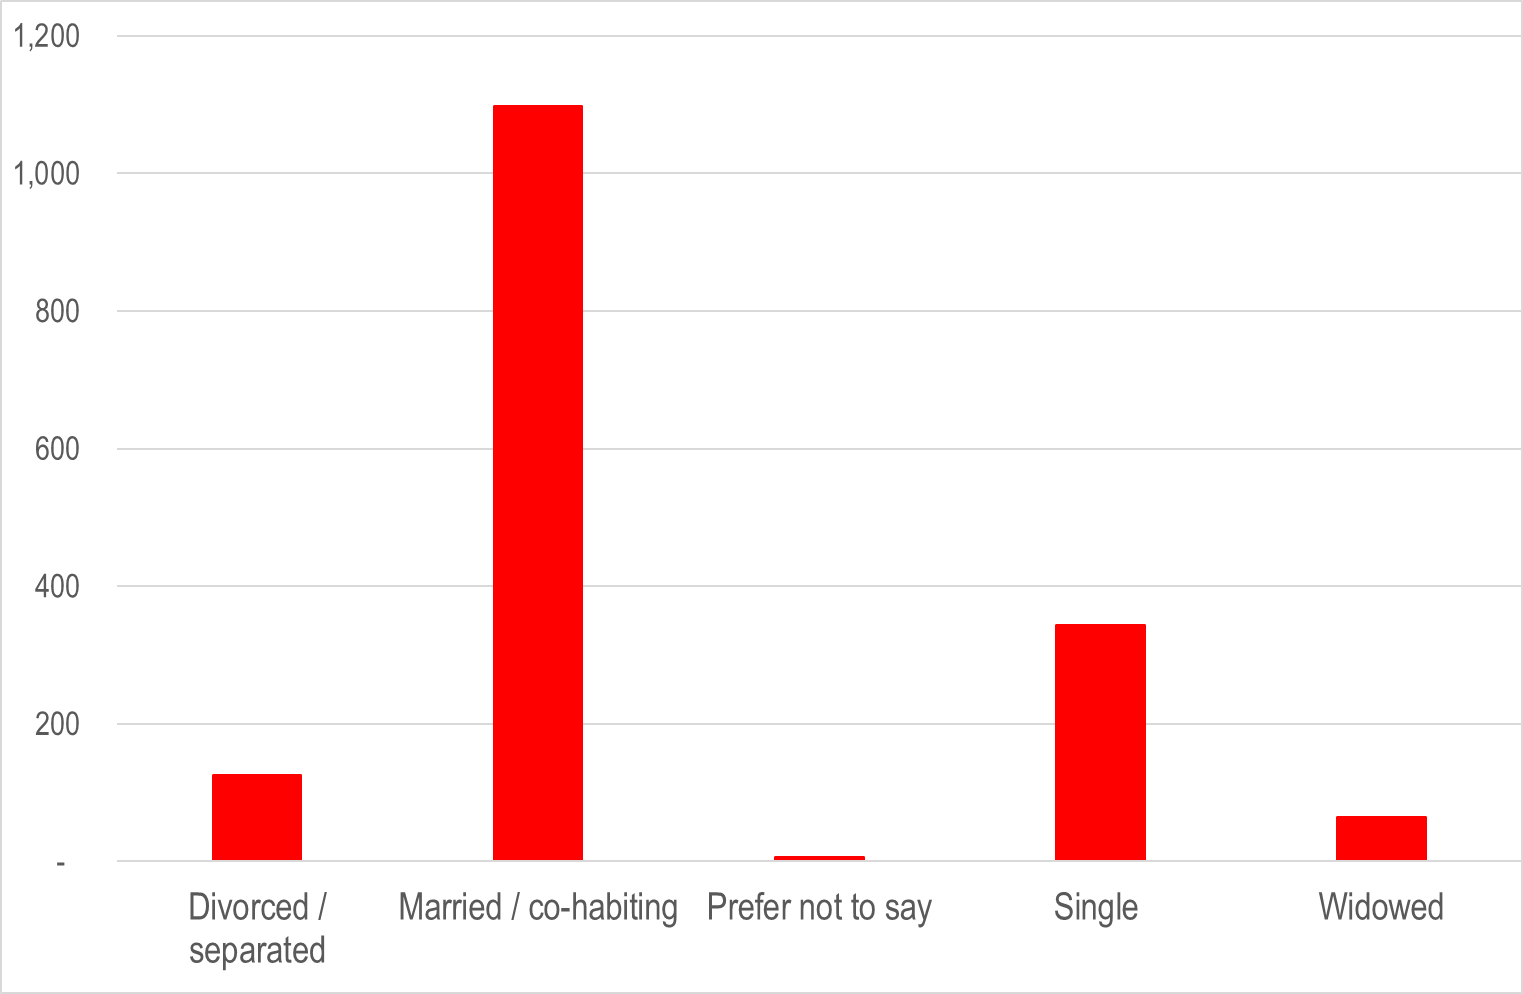 1,200
1,000
800
600
400
200
-
Divorced /
separated
Married / co-habiting
Prefer not to say
Single
Widowed